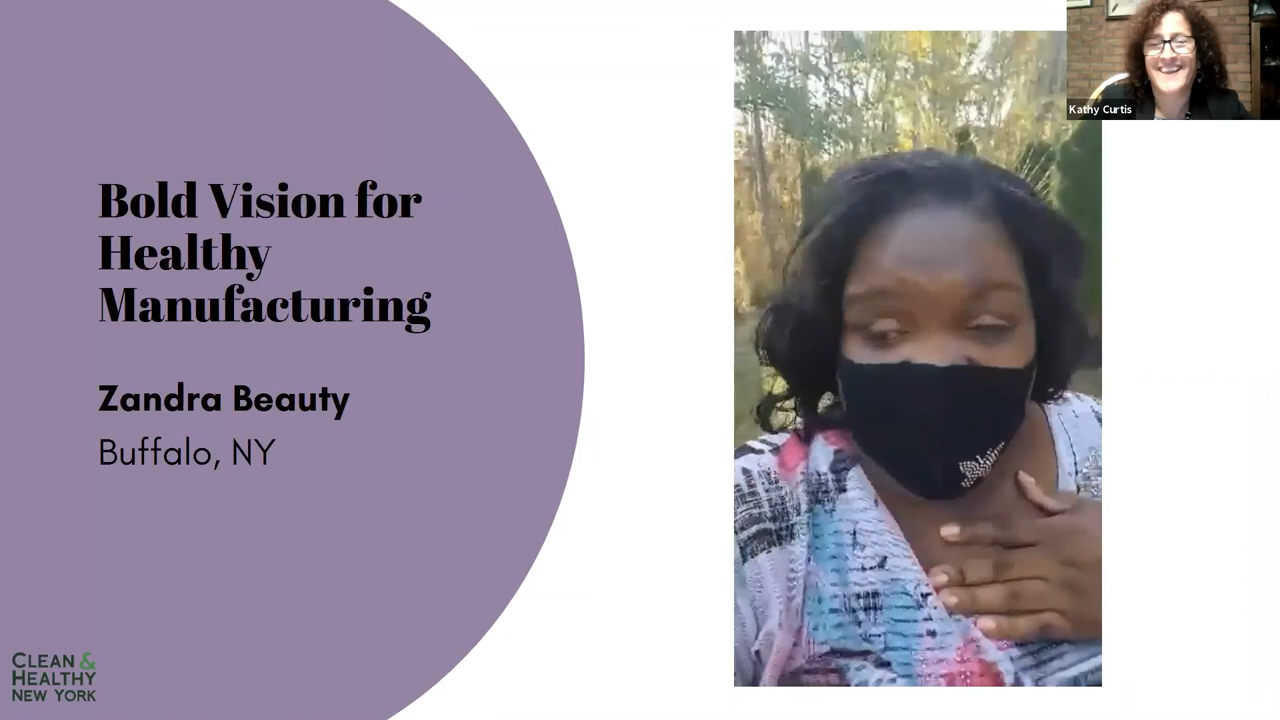 Bold Vision for
Healthy
Manufacturing
Zandra Beauty
Buffalo, NY
CLEAN &
HEALTHY
NEW YORK
Kathy Curtis